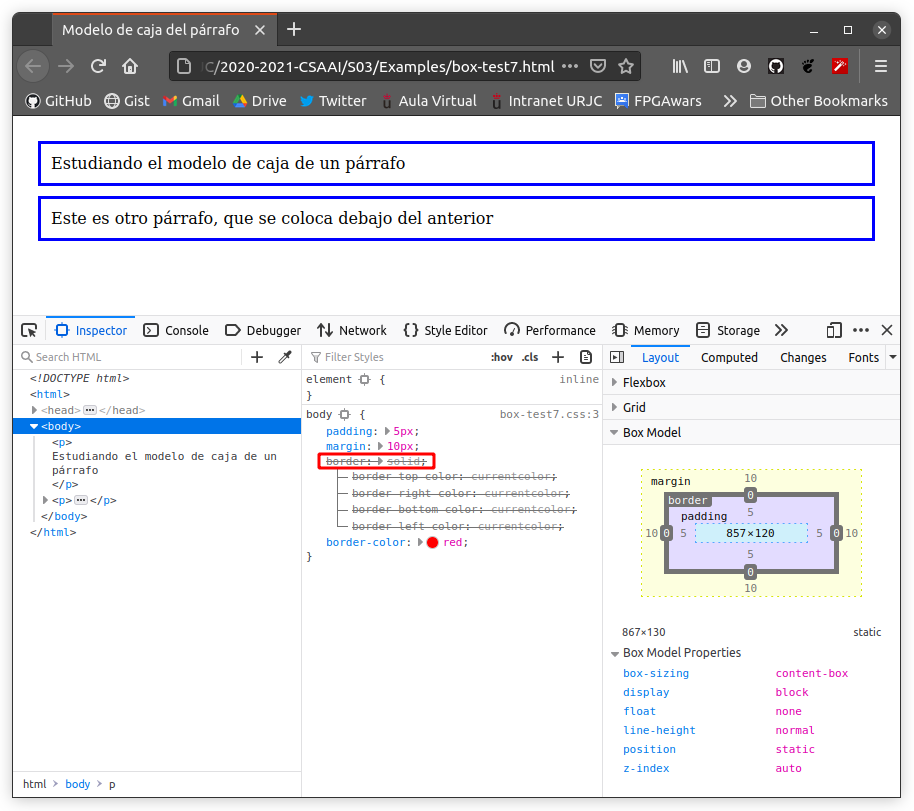 Modelo de caja del párrafo
:C/2020-2021-CSAAI/S03/Examples/box-test7.html
GitHub Gist Gmail Drive Twitter Aula Virtual Intranet URJC FPGAwars Other Bookmarks
Estudiando el modelo de caja de un párrafo
Este es otro párrafo, que se coloca debajo del anterior
Inspector Console Debugger Network Style Editor Performance Memory Storage
Search HTML
<!DOCTYPE html>
<html>
<head> </head>
<body>
<p>
Estudiando el modelo de caja de un
párrafo
</p>
<p> </p>
</body>
</html>
html > body > p
Filter Styles :hov .cls
element { inline
}
body { box-test7.css:3
padding: 5px;
margin: 10px;
border: solid;
border-top-color: currentcolor;
border-right-color: currentcolor;
border-bottom-color: currentcolor;
border-left-color: currentcolor;
border-color: red;
}
Layout Computed Changes Fonts
Flexbox
Grid
Box Model
margin 10
border 0
padding 5
10 0 5 857×120 5 0 10
5
0
10
867×130 static
Box Model Properties
box-sizing content-box
display block
float none
line-height normal
position static
z-index auto